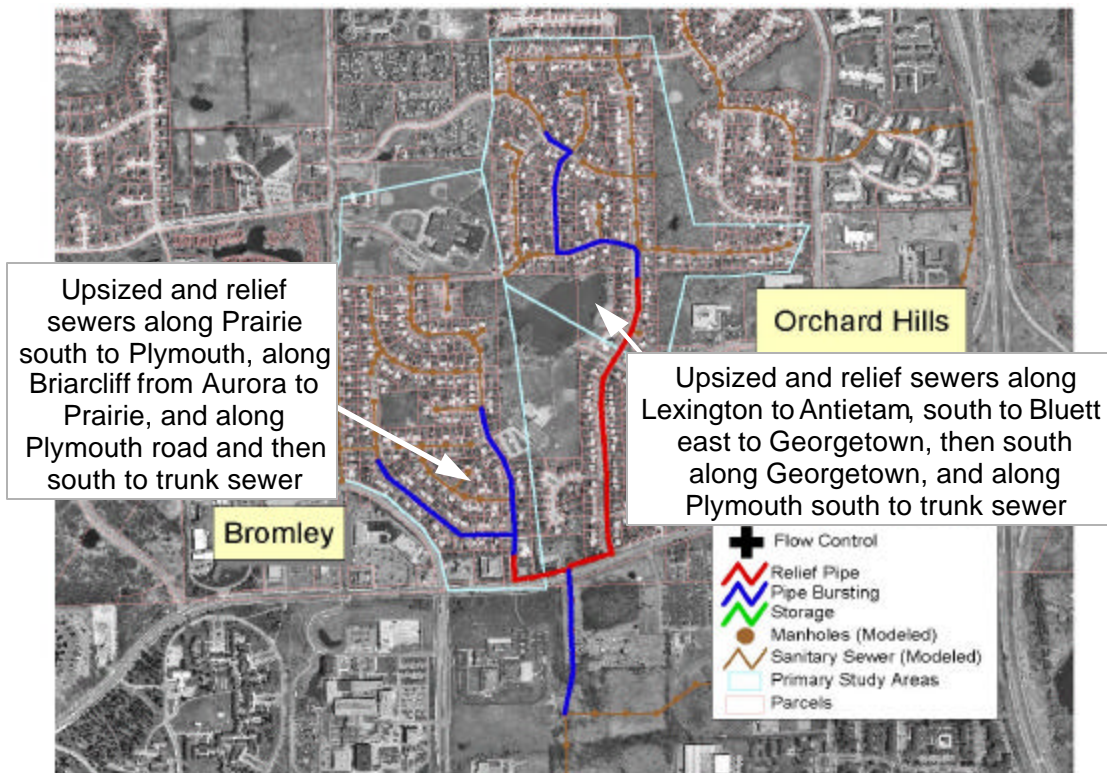 Upsized and relief
sewers along Prairie
south to Plymouth, along
Briarcliff from Aurora to
Prairie, and along
Plymouth road and then
south to trunk sewer
Orchard Hills
Upsized and relief sewers along
Lexington to Antietam, south to Bluett
east to Georgetown, then south
along Georgetown, and along
Plymouth south to trunk sewer
Bromley
Flow Control
Relief Pipe
Pipe Bursting
Storage
Manholes (Modeled)
Sanitary Sewer (Modeled)
Primary Study Areas
Parcels